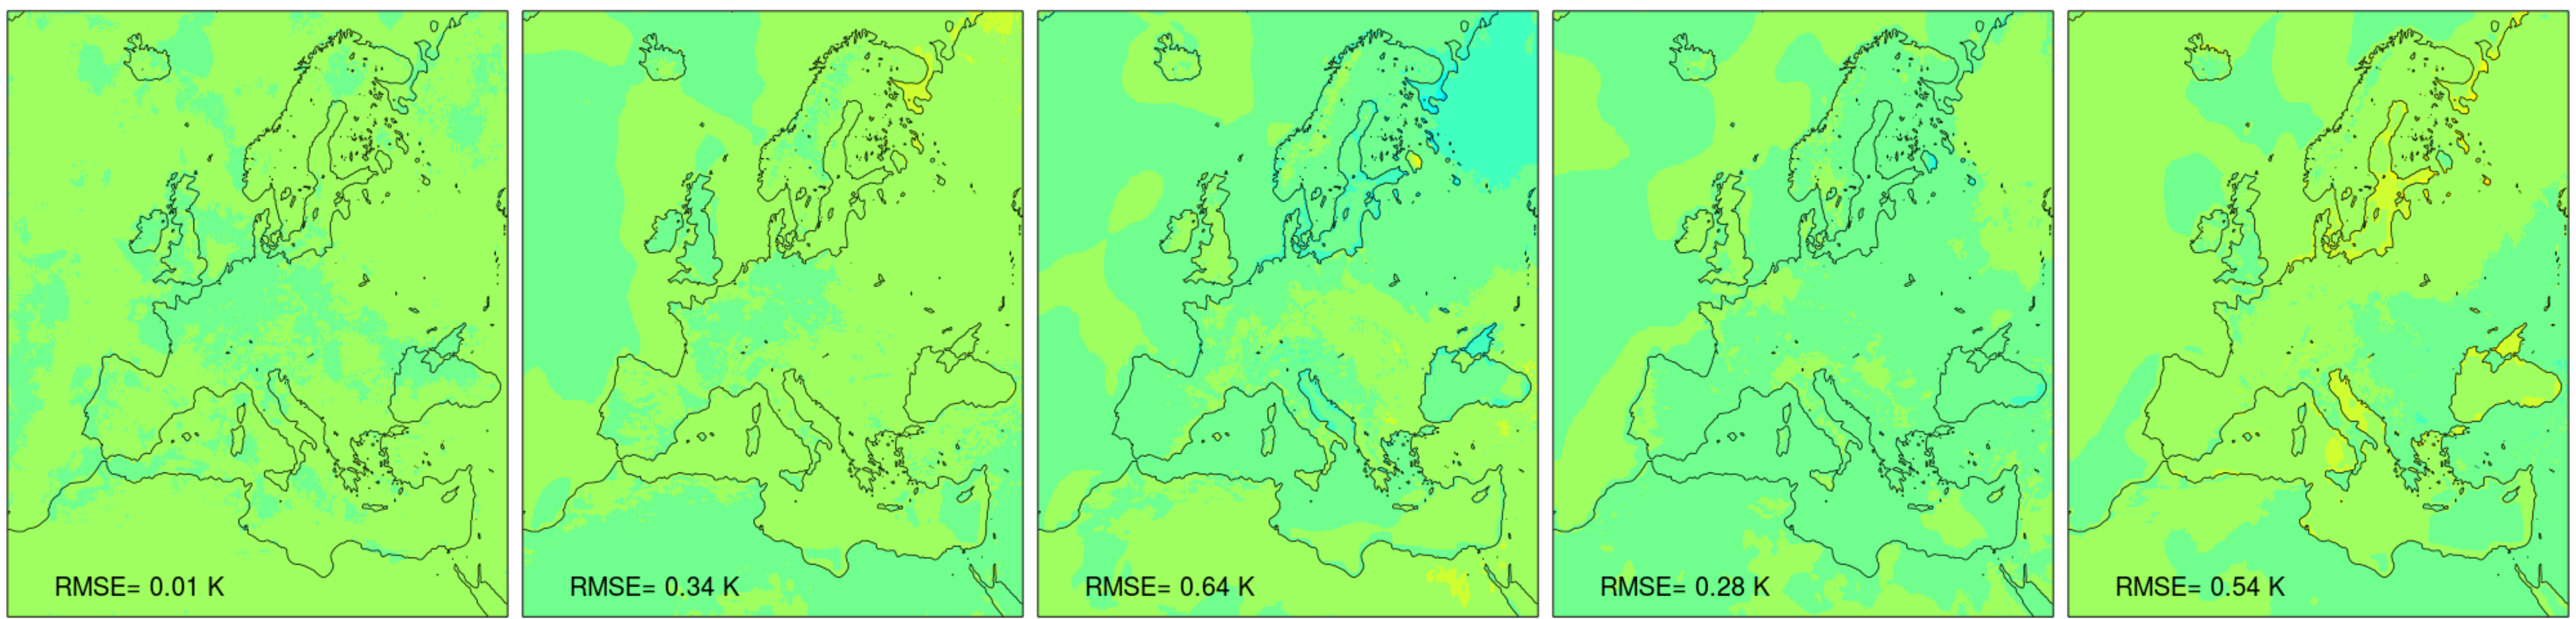 RMSE= 0.01 K
RMSE= 0.34 K
RMSE= 0.64 K
RMSE= 0.28 K
RMSE= 0.54 K